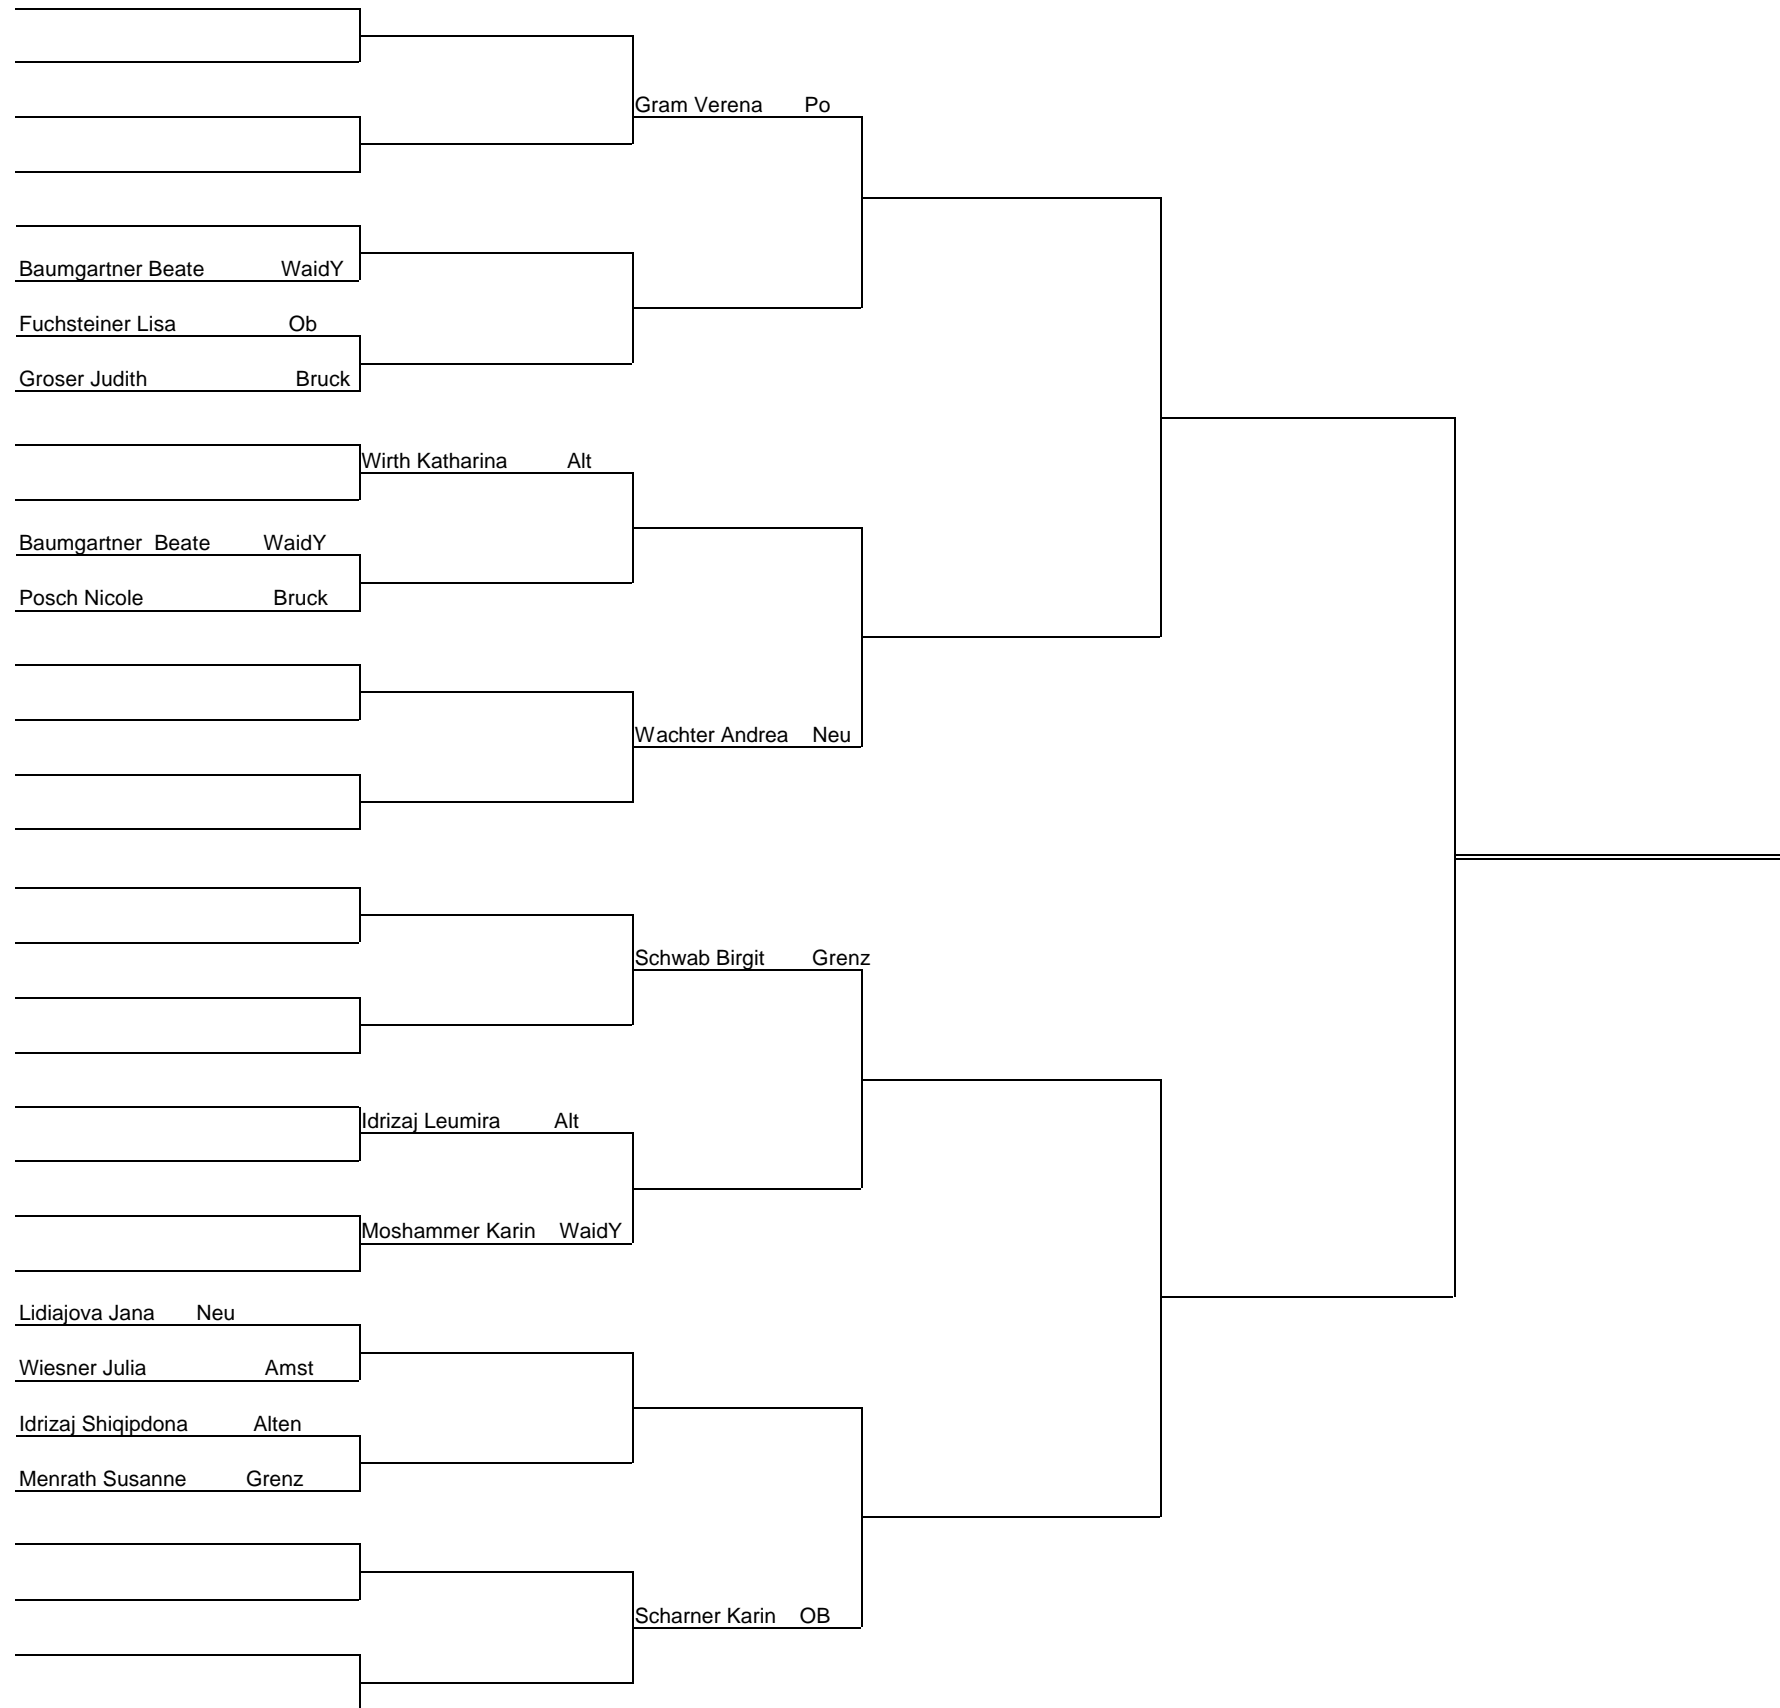 Gram Verena Po
Baumgartner Beate WaidY
Fuchsteiner Lisa Ob
Groser Judith Bruck
Wirth Katharina Alt
Baumgartner Beate WaidY
Posch Nicole Bruck
Wachter Andrea Neu
Schwab Birgit Grenz
Idrizaj Leumira Alt
Moshammer Karin WaidY
Lidiajova Jana Neu
Wiesner Julia Amst
Idrizaj Shiqipdona Alten
Menrath Susanne Grenz
Scharner Karin OB